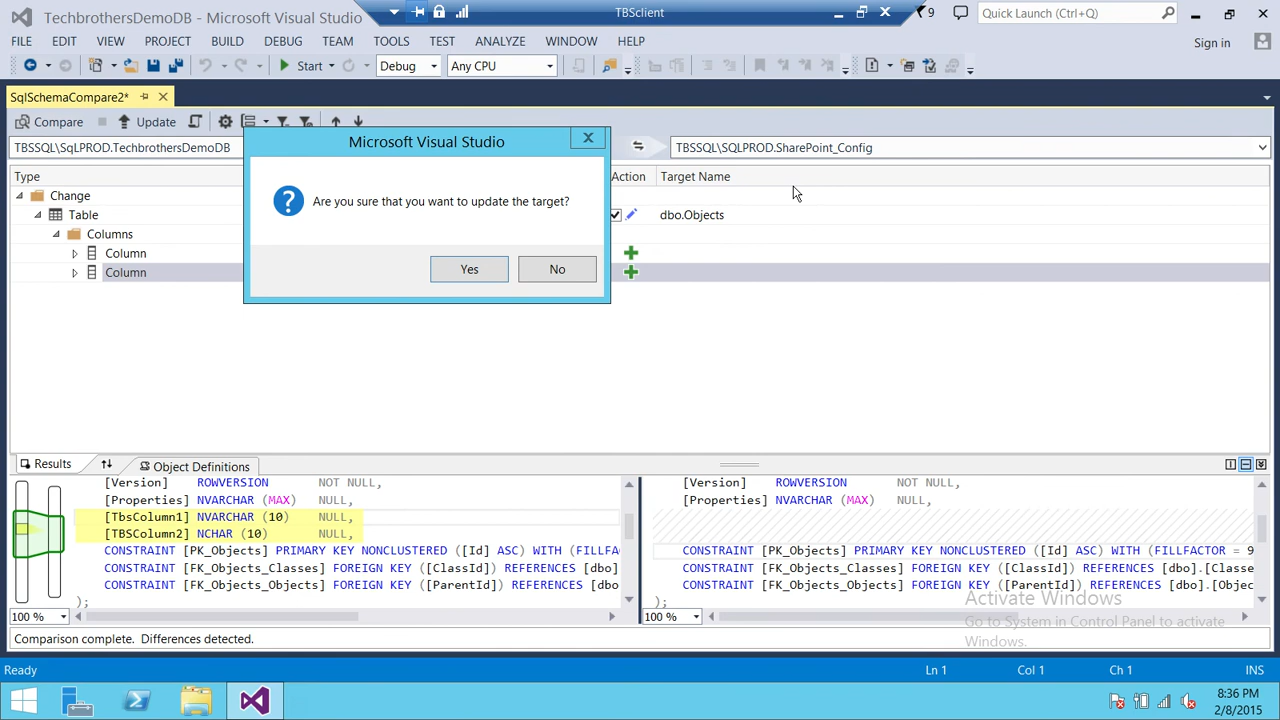 TechbrothersDemoDB - Microsoft Visual Studio
TBSclient
9
Quick Launch (Ctrl+Q)
FILE EDIT VIEW PROJECT BUILD DEBUG TEAM TOOLS TEST ANALYZE WINDOW HELP
Sign in
Start Debug Any CPU
SqlSchemaCompare2*
Compare Update
Microsoft Visual Studio
TBSSQL\SqLPROD.TechbrothersDemoDB
TBSSQL\SQLPROD.SharePoint_Config
Type
Action
Target Name
Change
Are you sure that you want to update the target?
Table
dbo.Objects
Columns
Column
Yes No
Column
Results
Object Definitions
[Version] ROWVERSION NOT NULL,
[Properties] NVARCHAR (MAX) NULL,
[TbsColumn1] NVARCHAR (10) NULL,
[TBSColumn2] NCHAR (10) NULL,
CONSTRAINT [PK_Objects] PRIMARY KEY NONCLUSTERED ([Id] ASC) WITH (FILLFA
CONSTRAINT [FK_Objects_Classes] FOREIGN KEY ([ClassId]) REFERENCES [dbo]
CONSTRAINT [FK_Objects_Objects] FOREIGN KEY ([ParentId]) REFERENCES [dbo
);
100 %
[Version] ROWVERSION NOT NULL,
[Properties] NVARCHAR (MAX) NULL,
CONSTRAINT [PK_Objects] PRIMARY KEY NONCLUSTERED ([Id] ASC) WITH (FILLFACTOR = 9
CONSTRAINT [FK_Objects_Classes] FOREIGN KEY ([ClassId]) REFERENCES [dbo].[Classe
CONSTRAINT [FK_Objects_Objects] FOREIGN KEY ([ParentId]) REFERENCES [dbo].[Objec
);
100 %
Activate Windows
Go to System in Control Panel to activate
Windows.
Comparison complete. Differences detected.
Ready
Ln 1 Col 1 Ch 1 INS
8:36 PM
2/8/2015